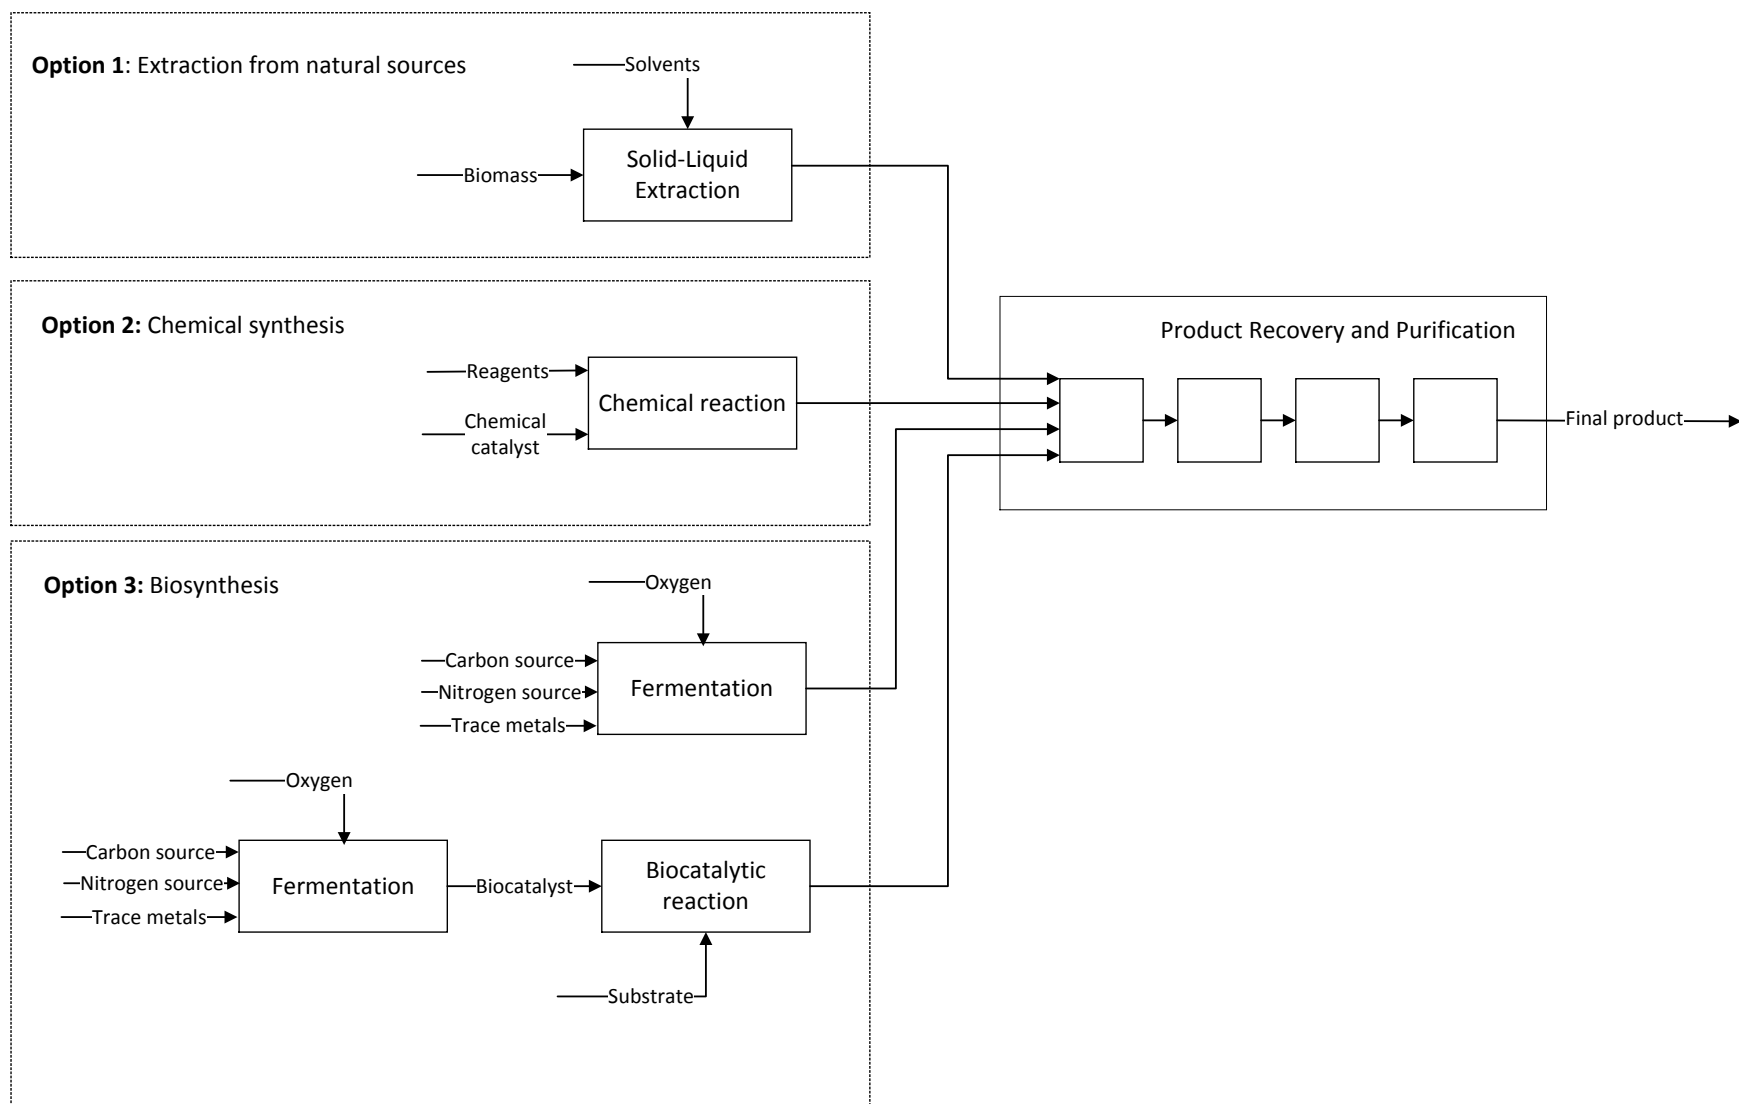 Option 1: Extraction from natural sources
Solvents
Solid-Liquid
Extraction
Biomass
Option 2: Chemical synthesis
Reagents
Chemical
catalyst
Chemical reaction
Product Recovery and Purification
Final product
Option 3: Biosynthesis
Oxygen
Carbon source
Nitrogen source
Trace metals
Fermentation
Oxygen
Carbon source
Nitrogen source
Trace metals
Fermentation
Biocatalyst
Biocatalytic
reaction
Substrate